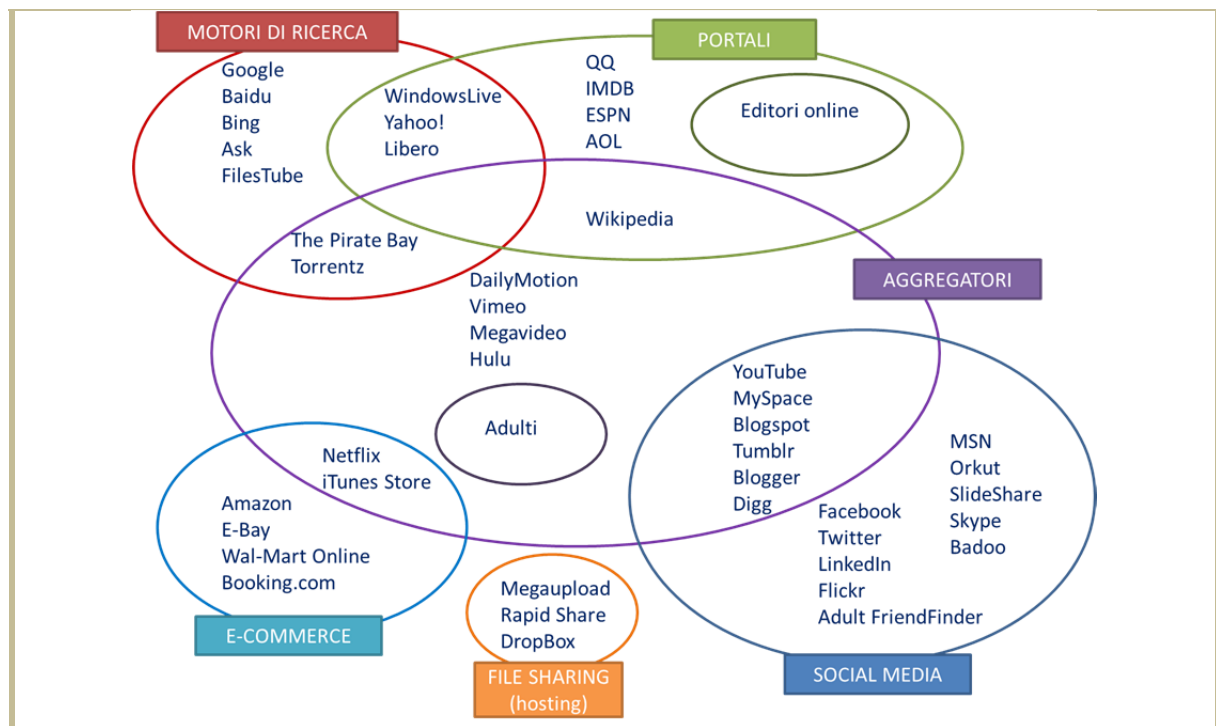 MOTORI DI RICERCA
Google
Baidu
Bing
Ask
FilesTube
WindowsLive
Yahoo!
Libero
PORTALI
QQ
IMDB
ESPN
AOL
Editori online
Wikipedia
The Pirate Bay
Torrentz
AGGREGATORI
DailyMotion
Vimeo
Megavideo
Hulu
Adulti
YouTube
MySpace
Blogspot
Tumblr
Blogger
Digg
MSN
Orkut
SlideShare
Skype
Badoo
Facebook
Twitter
LinkedIn
Flickr
Adult FriendFinder
SOCIAL MEDIA
Netflix
iTunes Store
Amazon
E-Bay
Wal-Mart Online
Booking.com
E-COMMERCE
Megaupload
Rapid Share
DropBox
FILE SHARING
(hosting)